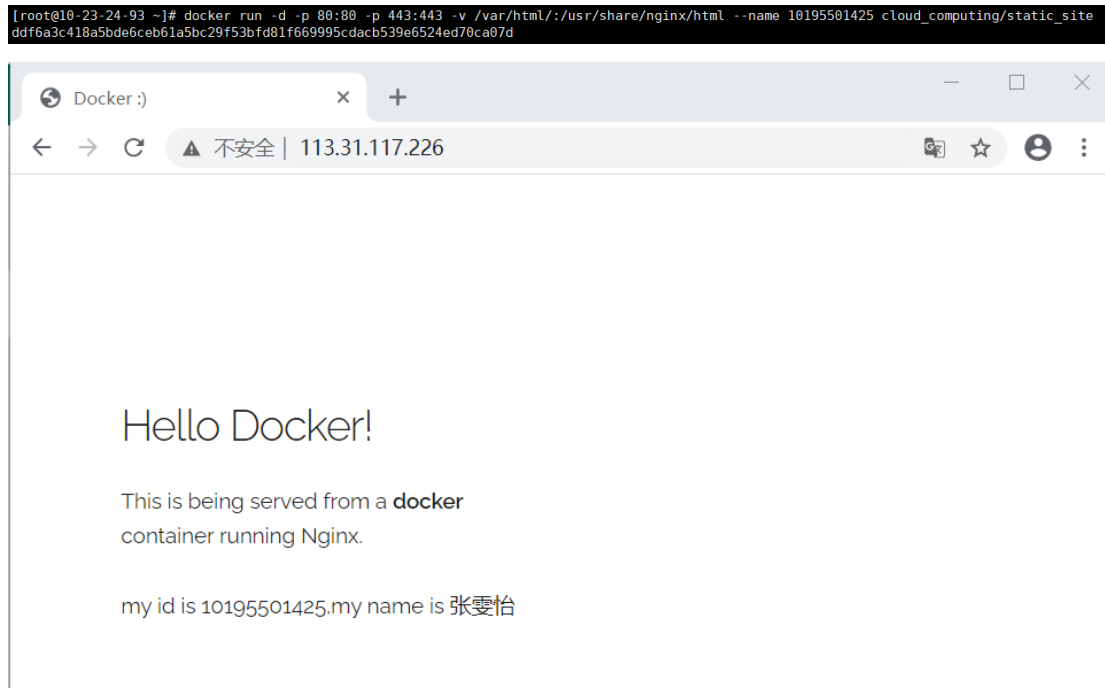 [root@10-23-24-93 ~]# docker run -d -p 80:80 -p 443:443 -v /var/html/:/usr/share/nginx/html --name 10195501425 cloud_computing/static_site
ddf6a3c418a5bde6ceb61a5bc29f53bfd81f669995cdacb539e6524ed70ca07d
Docker :)
不安全 | 113.31.117.226
Hello Docker!
This is being served from a docker
container running Nginx.
my id is 10195501425,my name is 张雯怡